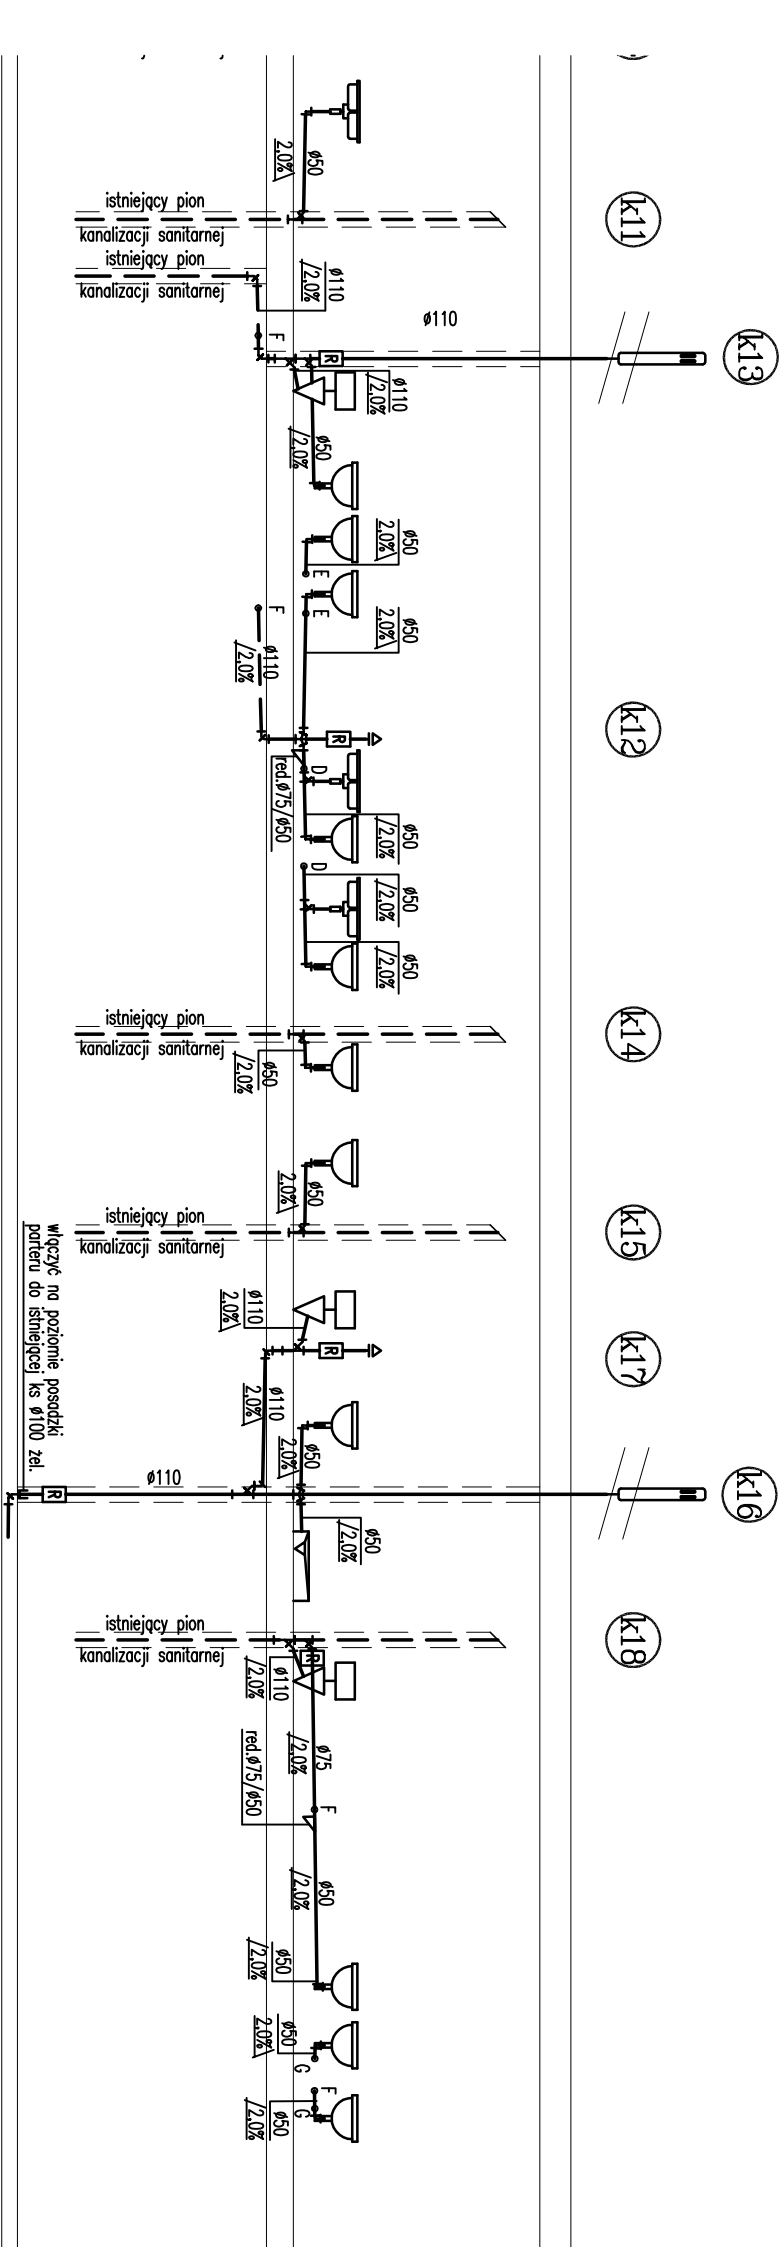 k11
ø50
2,0%
istniejący pion
kanalizacji sanitarnej
istniejący pion
kanalizacji sanitarnej
ø110
2,0%
ø110
k13
F
R
ø110
2,0%
ø50
2,0%
ø50
2,0%
E
E
ø50
2,0%
F
ø110
2,0%
k12
R
D
red.ø75/ø50
ø50
2,0%
D
ø50
2,0%
ø50
2,0%
k14
istniejący pion
kanalizacji sanitarnej
ø50
2,0%
ø50
2,0%
k15
istniejący pion
kanalizacji sanitarnej
włączyć na poziomie posadzki
parteru do istniejącej ks ø100 żel.
ø110
2,0%
k17
R
ø110
2,0%
ø50
2,0%
ø110
R
k16
ø50
2,0%
k18
istniejący pion
kanalizacji sanitarnej
R
ø110
2,0%
ø75
2,0%
red.ø75/ø50
F
ø50
2,0%
ø50
2,0%
ø50
2,0%
G
F
G
ø50
2,0%